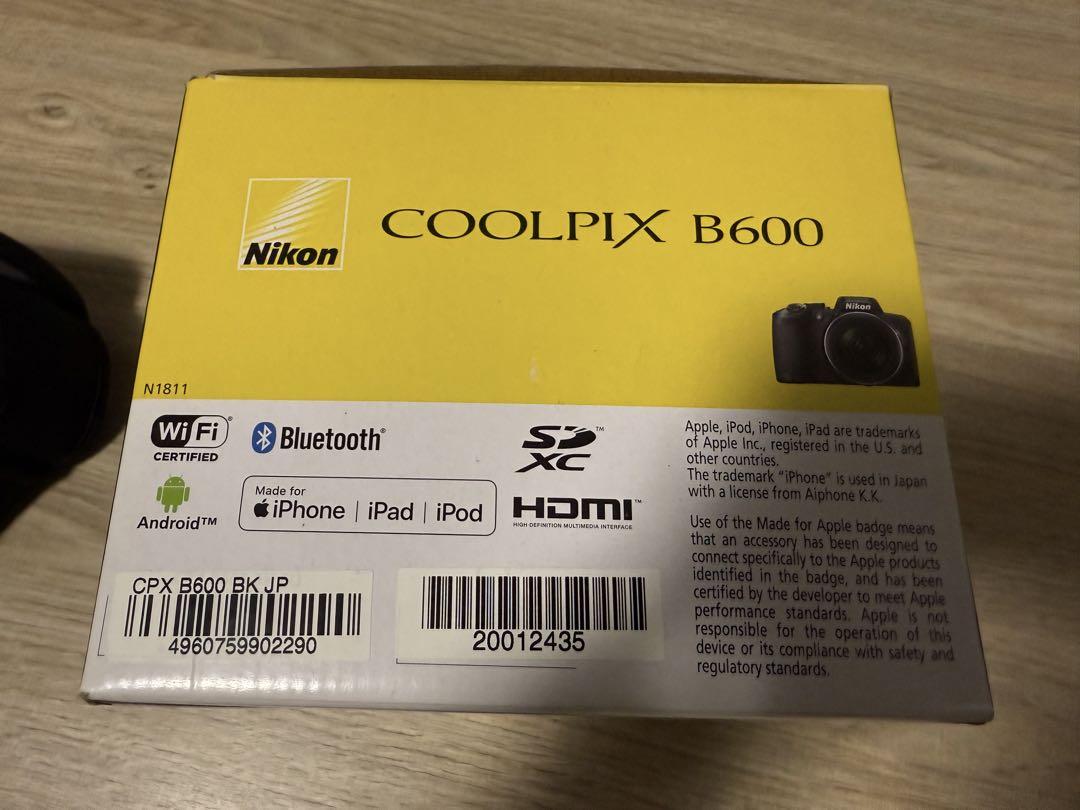 Nikon
COOLPIX B600
Nikon
N1811
Wi Fi®
CERTIFIED
Bluetooth®
SD™
XC
Android™
Made for
iPhone | iPad | iPod
HDMI™
HIGH-DEFINITION MULTIMEDIA INTERFACE
Apple, iPod, iPhone, iPad are trademarks
of Apple Inc., registered in the U.S. and
other countries.
The trademark "iPhone" is used in Japan
with a license from Aiphone K.K.
Use of the Made for Apple badge means
that an accessory has been designed to
connect specifically to the Apple products
identified in the badge, and has been
certified by the developer to meet Apple
performance standards. Apple is not
responsible for the operation of this
device or its compliance with safety and
regulatory standards.
CPX B600 BK JP
4960759902290
20012435